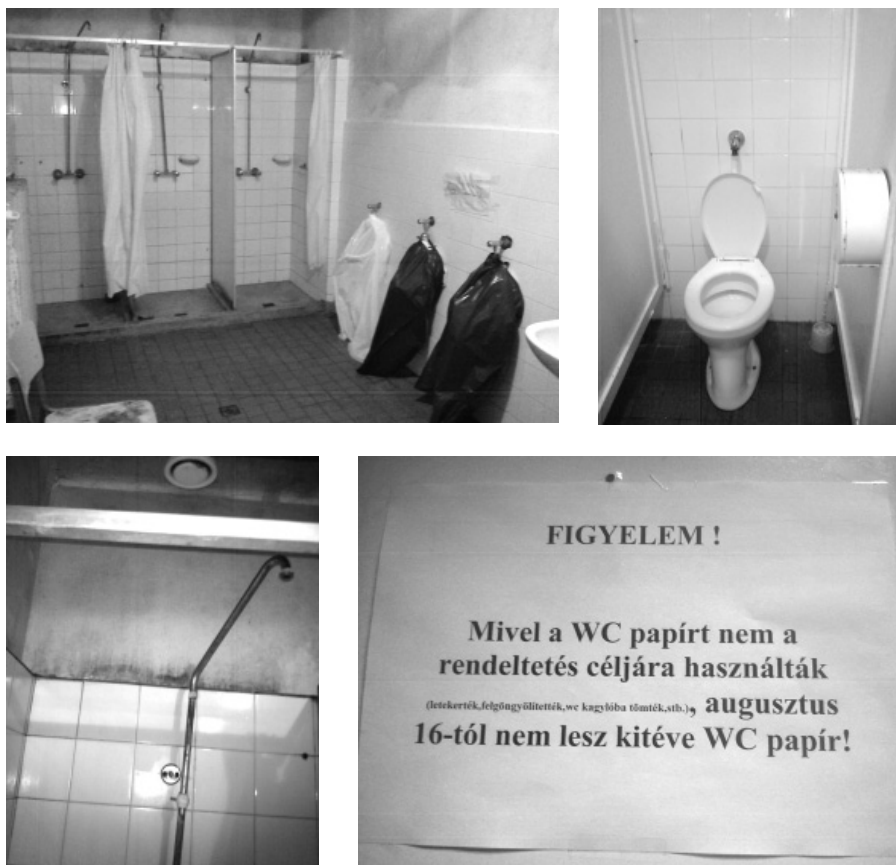 FIGYELEM !
Mivel a WC papírt nem a
rendeltetés céljára használták
(letekerték,felgöngyölítették,wc kagylóba tömték,stb.), augusztus
16-tól nem lesz kitéve WC papír!